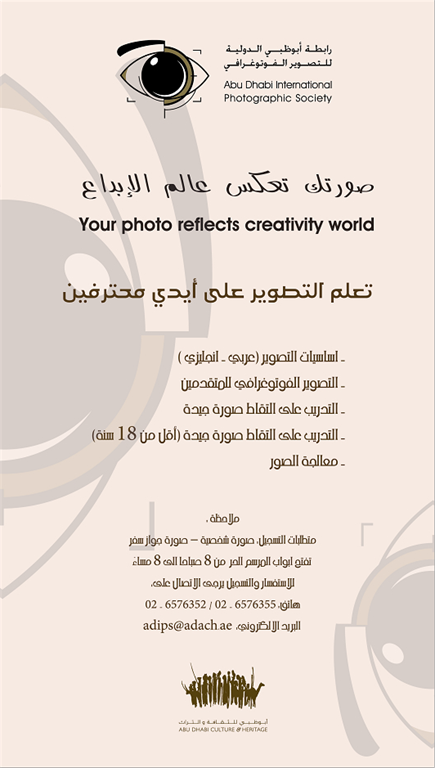 رابطة أبوظبي الدولية
للتصوير الفوتوغرافي
Abu Dhabi International
Photographic Society
صورتك تعكس عالم الإبداع
Your photo reflects creativity world
تعلم التصوير على أيدي محترفين
- اساسيات التصوير (عربي - انجليزي )
- التصوير الفوتوغرافي للمتقدمين
- التدريب على التقاط صورة جيدة
- التدريب على التقاط صورة جيدة (أقل من 18 سنة)
- معالجة الصور
ملاحظة :
متطلبات التسجيل: صورة شخصية – صورة جواز سفر
تفتح ابواب المرسم الحر من 8 صباحا الى 8 مساء
للاستفسار والتسجيل يرجى الاتصال على:
هاتف: 6576355 . 02 / 6576352 . 02
البريد الالكتروني: adips@adach.ae
أبوظبي للثقافة و التراث
ABU DHABI CULTURE & HERITAGE